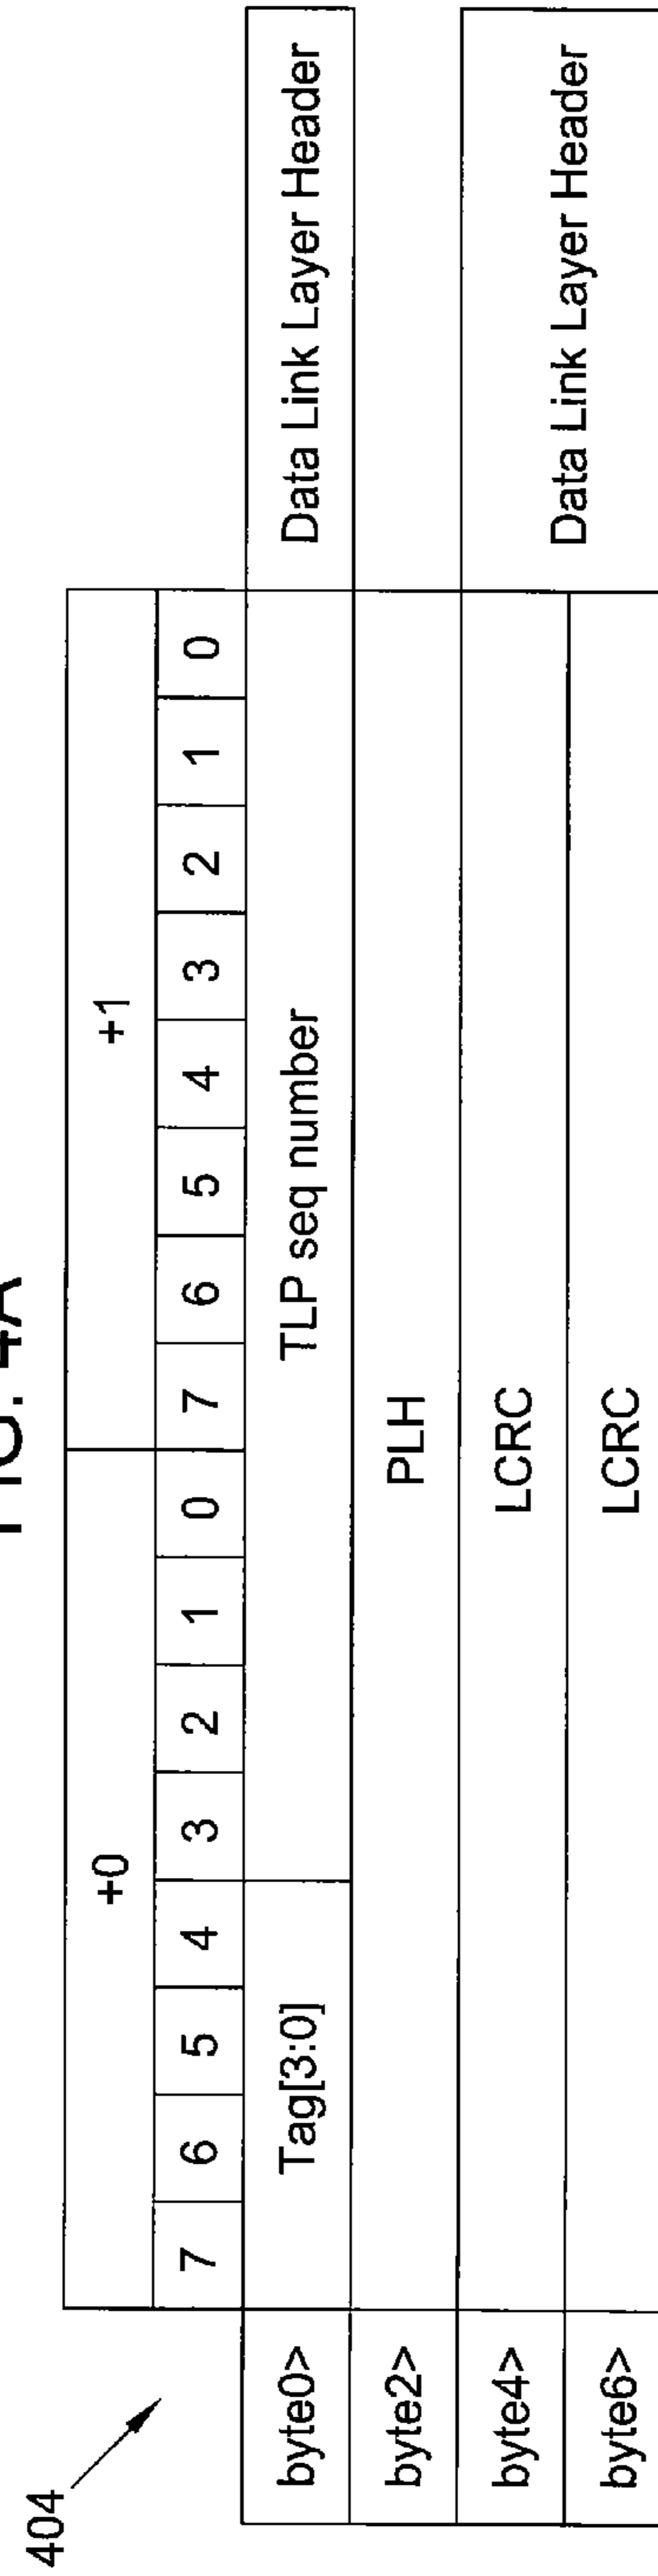 FIG. 4A
404
+0 +1
7 6 5 4 3 2 1 0 7 6 5 4 3 2 1 0
byte0> Tag[3:0] TLP seq number Data Link Layer Header
byte2> PLH
byte4> LCRC Data Link Layer Header
byte6> LCRC